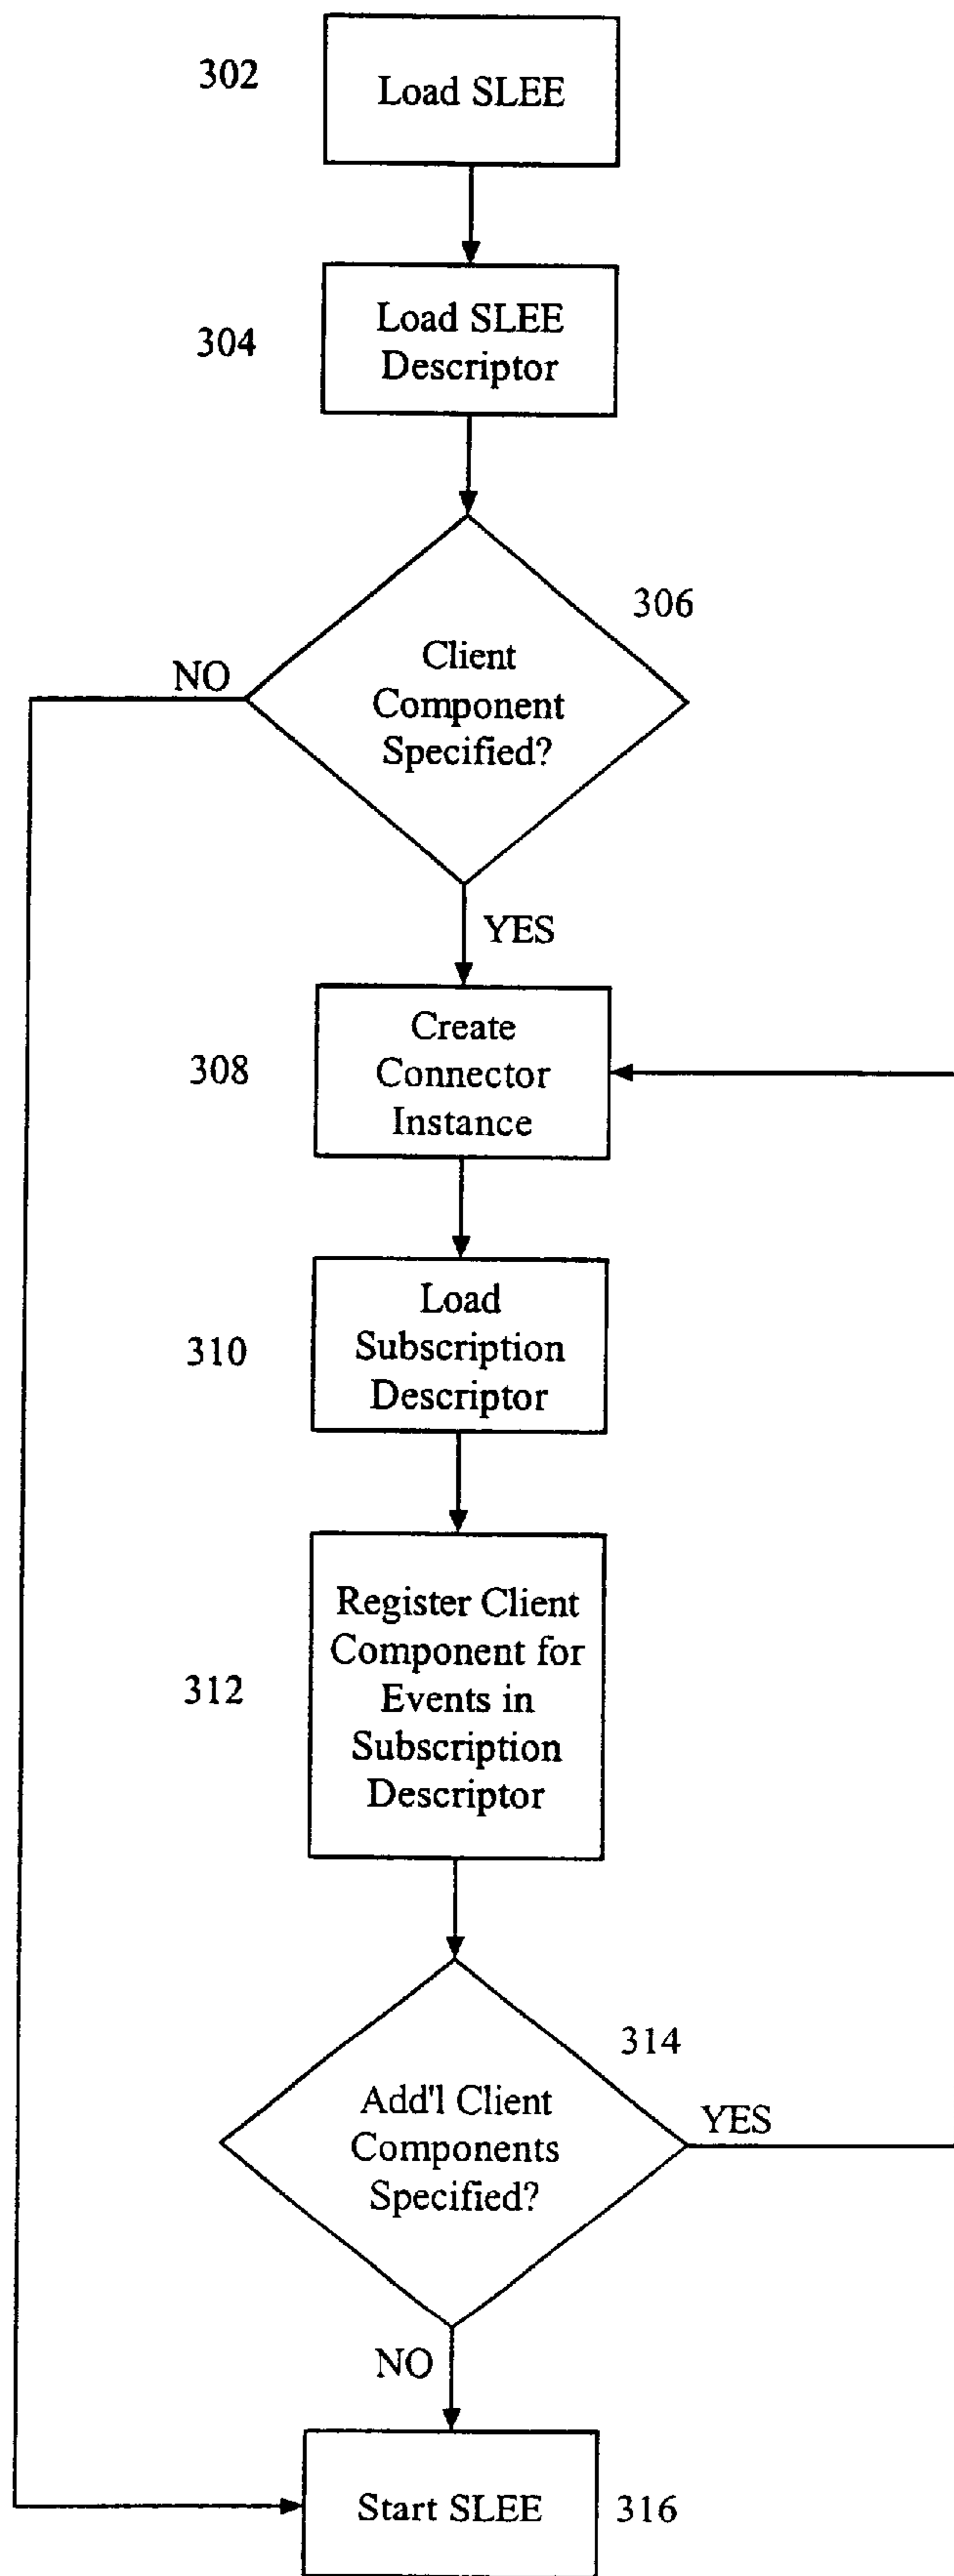 302
Load SLEE
304
Load SLEE
Descriptor
306
Client
Component
Specified?
NO
YES
308
Create
Connector
Instance
310
Load
Subscription
Descriptor
312
Register Client
Component for
Events in
Subscription
Descriptor
314
Add'l Client
Components
Specified?
YES
NO
Start SLEE
316